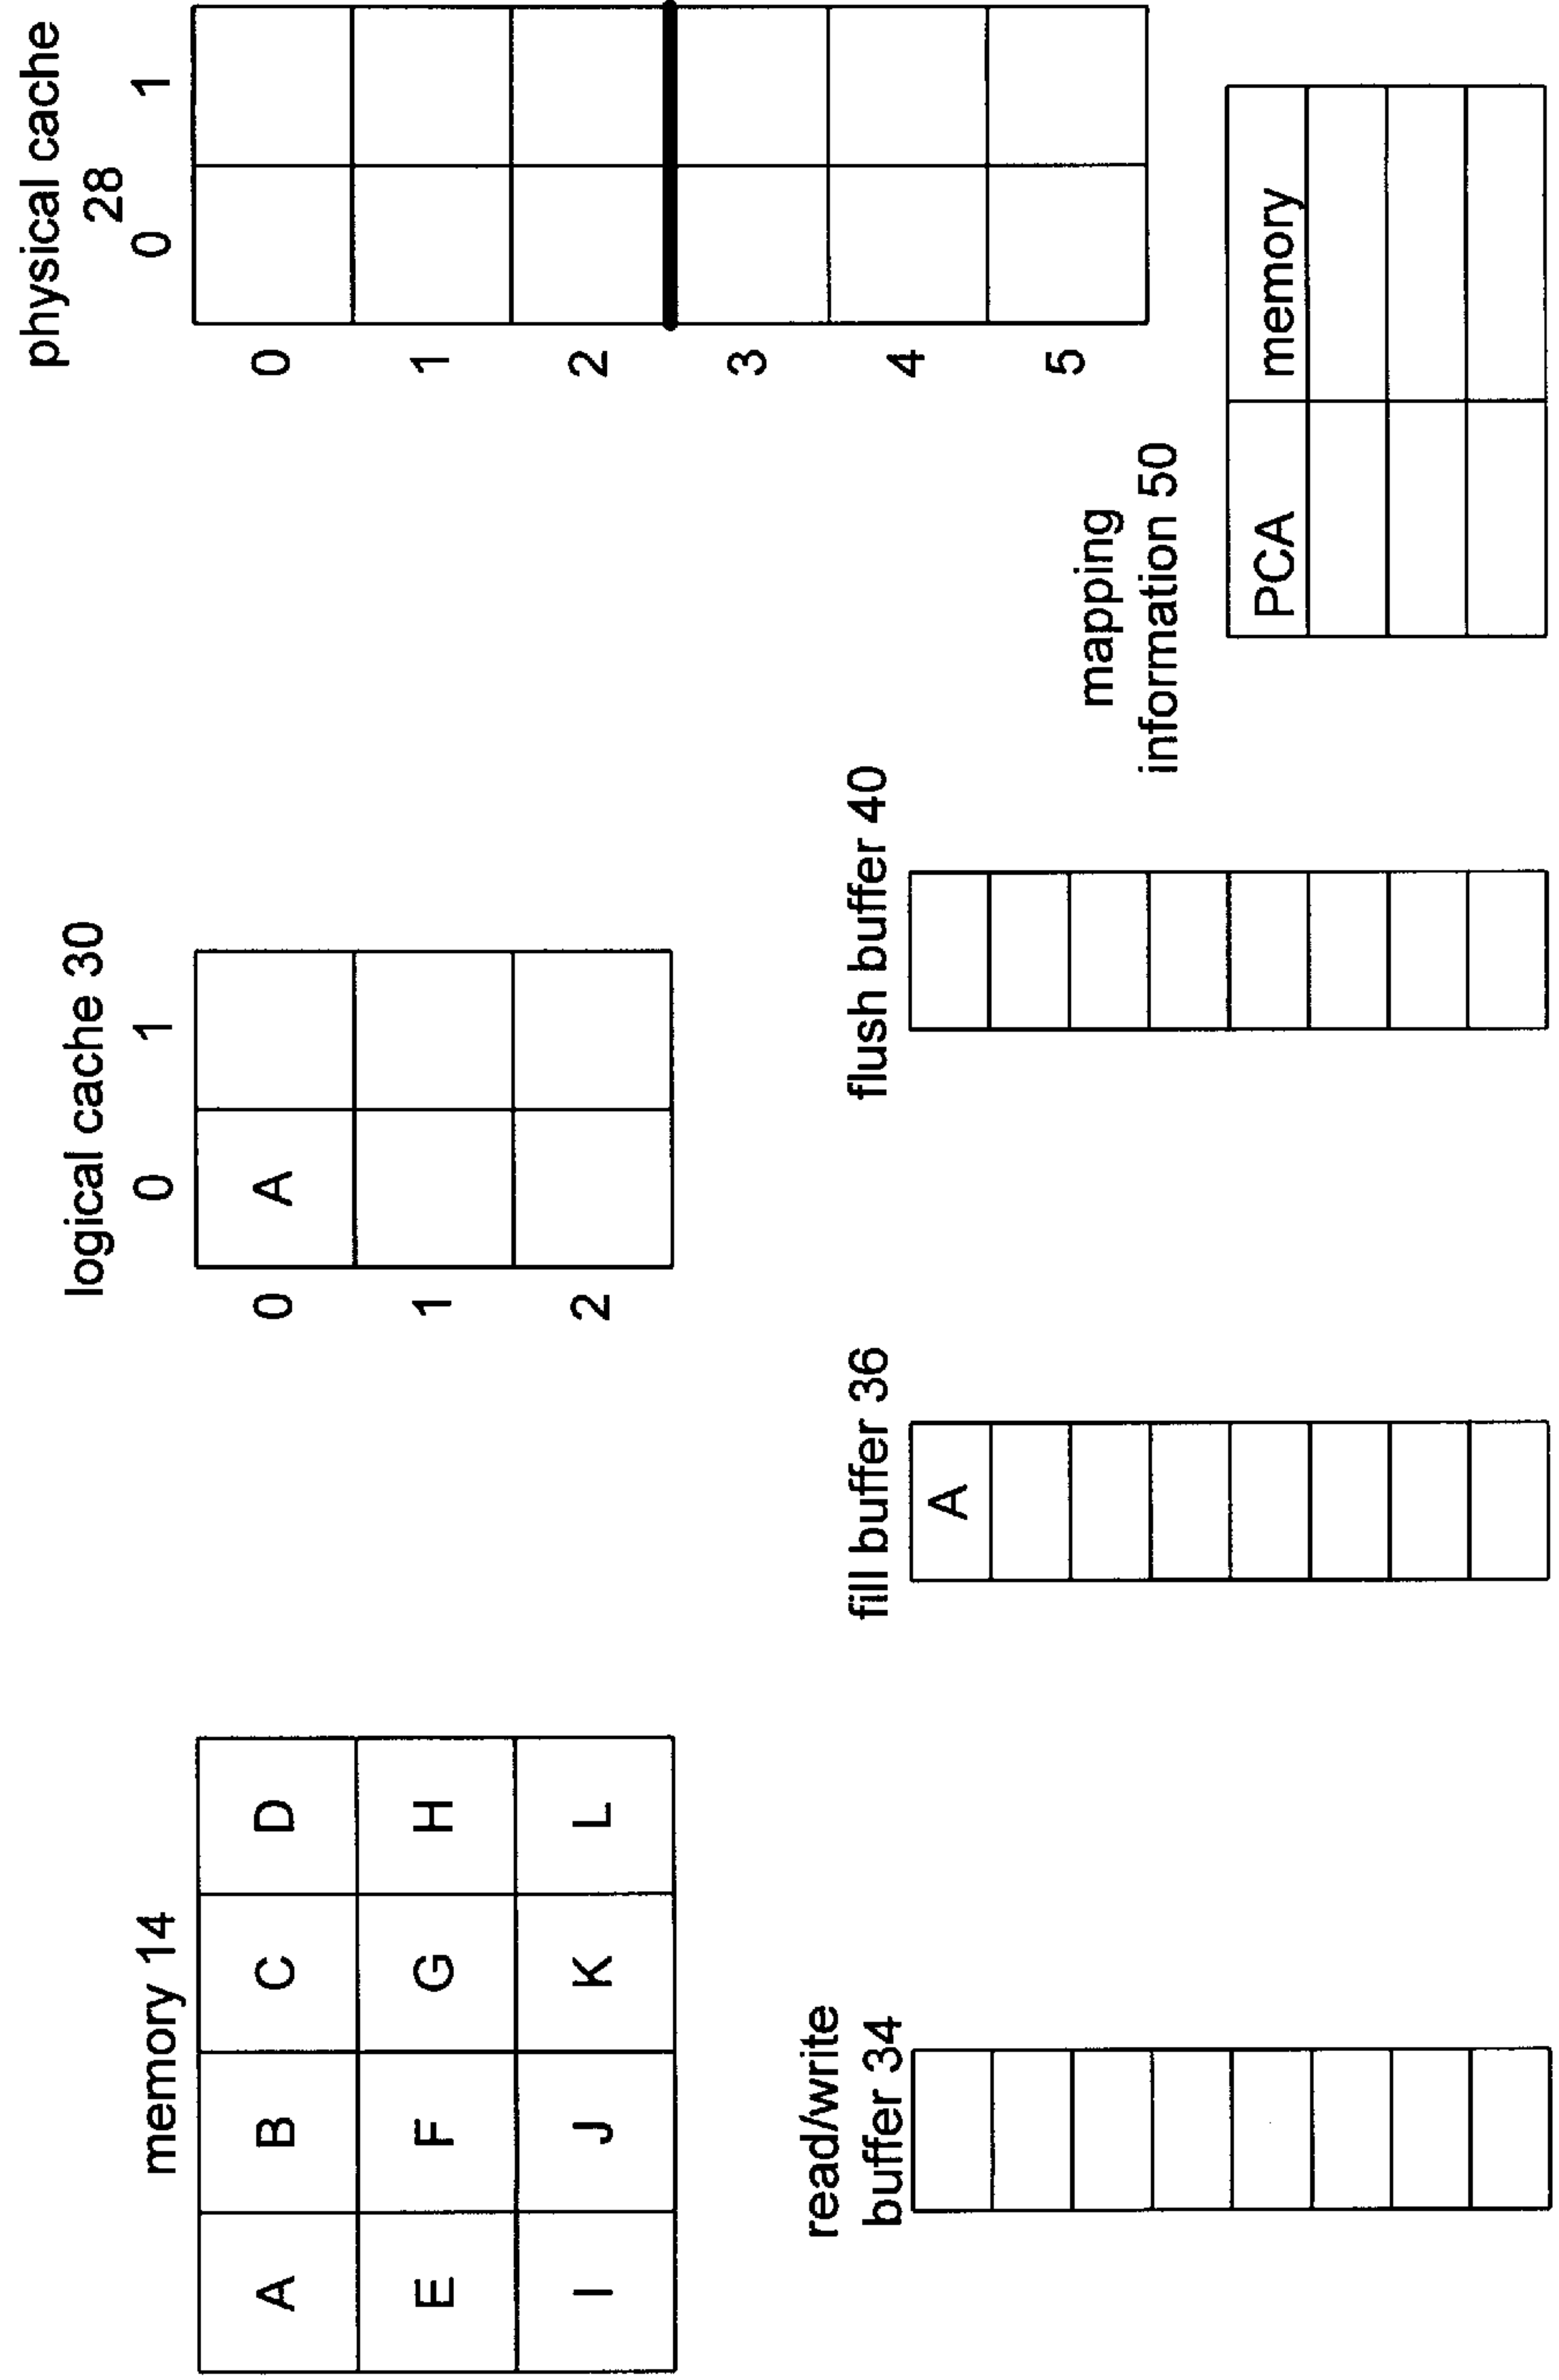 memory 14
A B C D
E F G H
I J K L
logical cache 30
0 1
0 A
1
2
physical cache
28
0 1
0
1
2
3
4
5
read/write
buffer 34
fill buffer 36
A
flush buffer 40
mapping
information 50
PCA memory